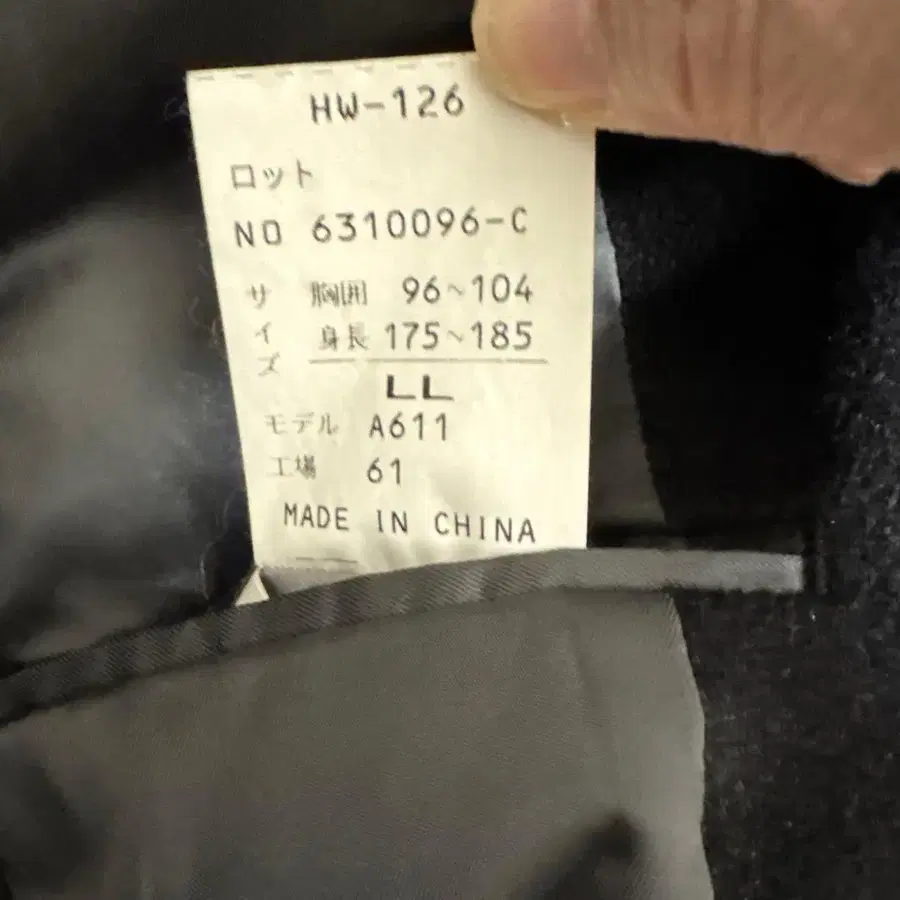 HW-126
ロット
NO 6310096-C
サイズ
胸囲 96~104
身長 175~185
LL
モデル A611
工場 61
MADE IN CHINA